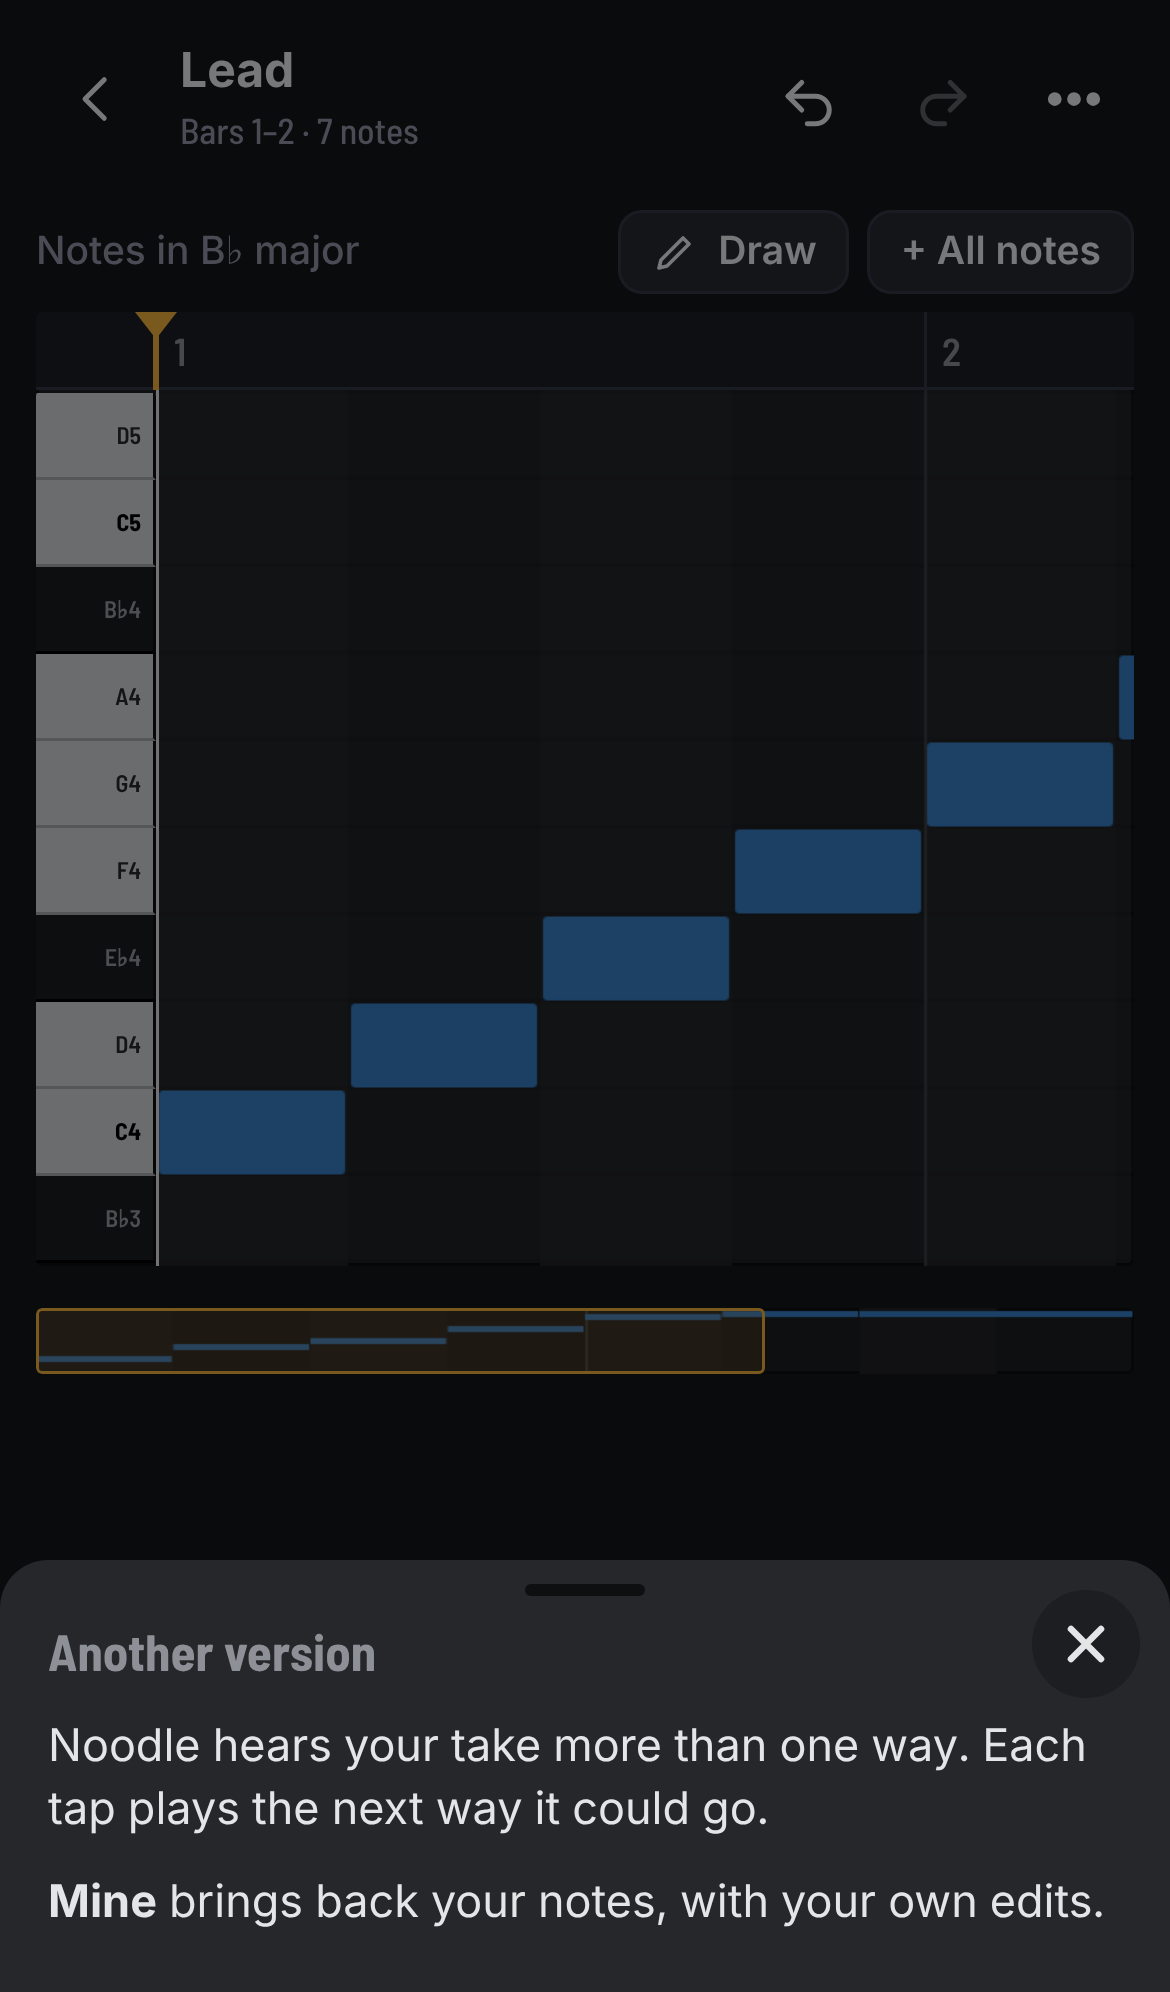 Lead
Bars 1–2 · 7 notes
Notes in B♭ major
Draw
+ All notes
1
2
D5
C5
B♭4
A4
G4
F4
E♭4
D4
C4
B♭3
Another version
Noodle hears your take more than one way. Each
tap plays the next way it could go.
Mine brings back your notes, with your own edits.